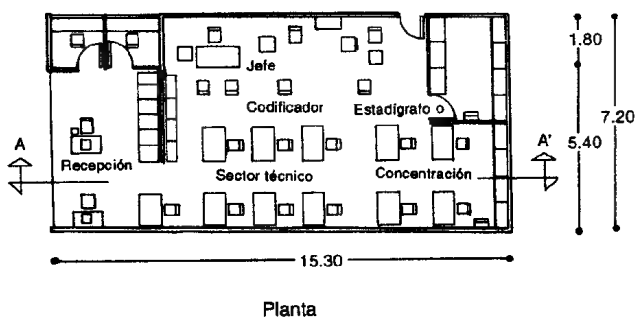 1.80
Jefe
Codificador
Estadígrafo
7.20
A
Recepción
Sector técnico
Concentración
A'
5.40
15.30
Planta